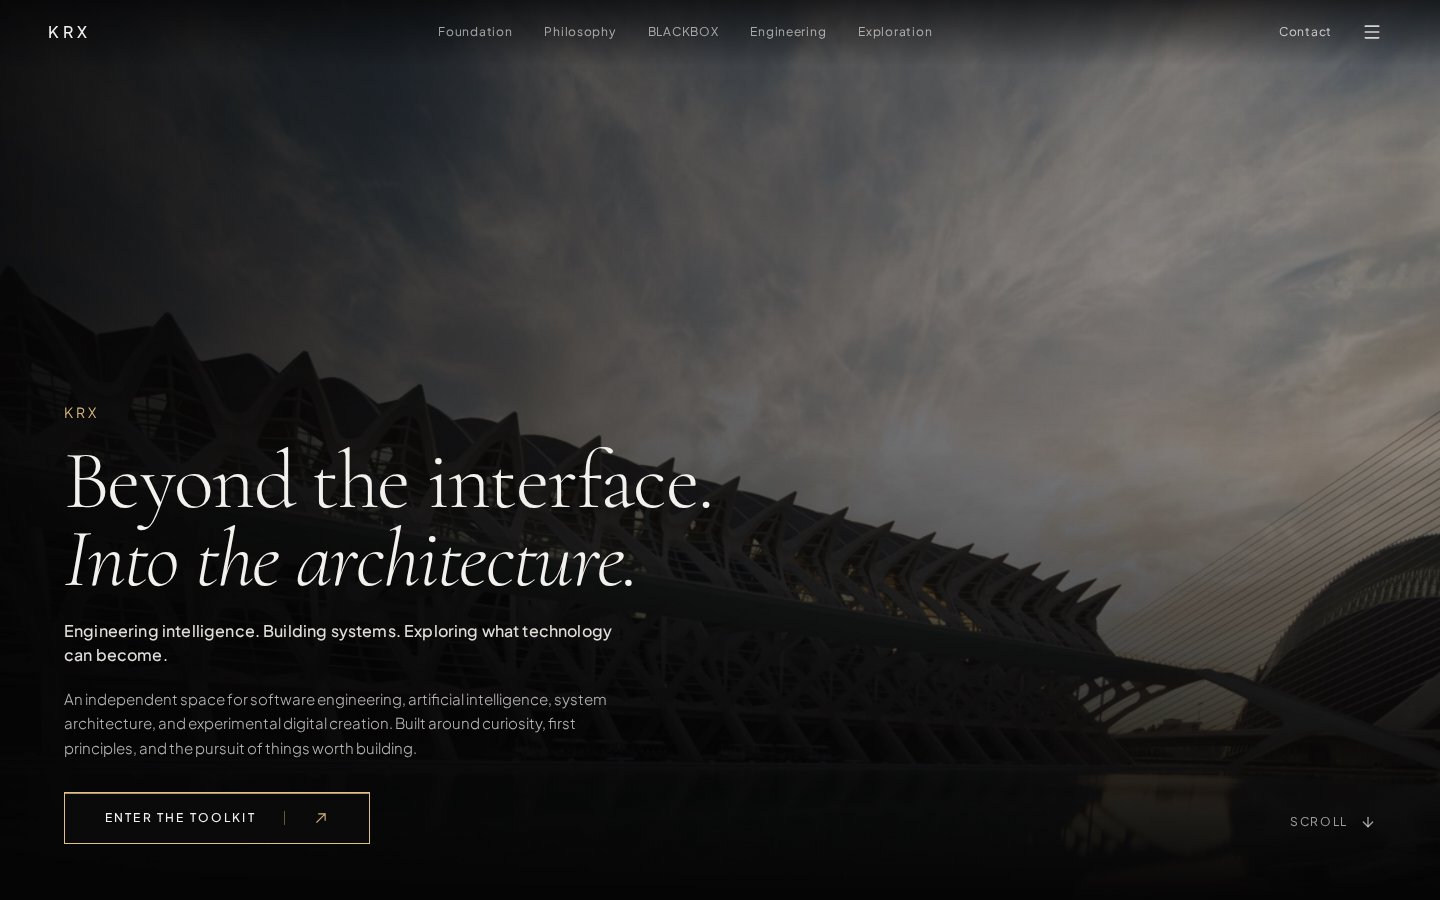 KRX
Foundation
Philosophy
BLACKBOX
Engineering
Exploration
Contact
KRX
Beyond the interface.
Into the architecture.
Engineering intelligence. Building systems. Exploring what technology
can become.
An independent space for software engineering, artificial intelligence, system
architecture, and experimental digital creation. Built around curiosity, first
principles, and the pursuit of things worth building.
ENTER THE TOOLKIT
SCROLL